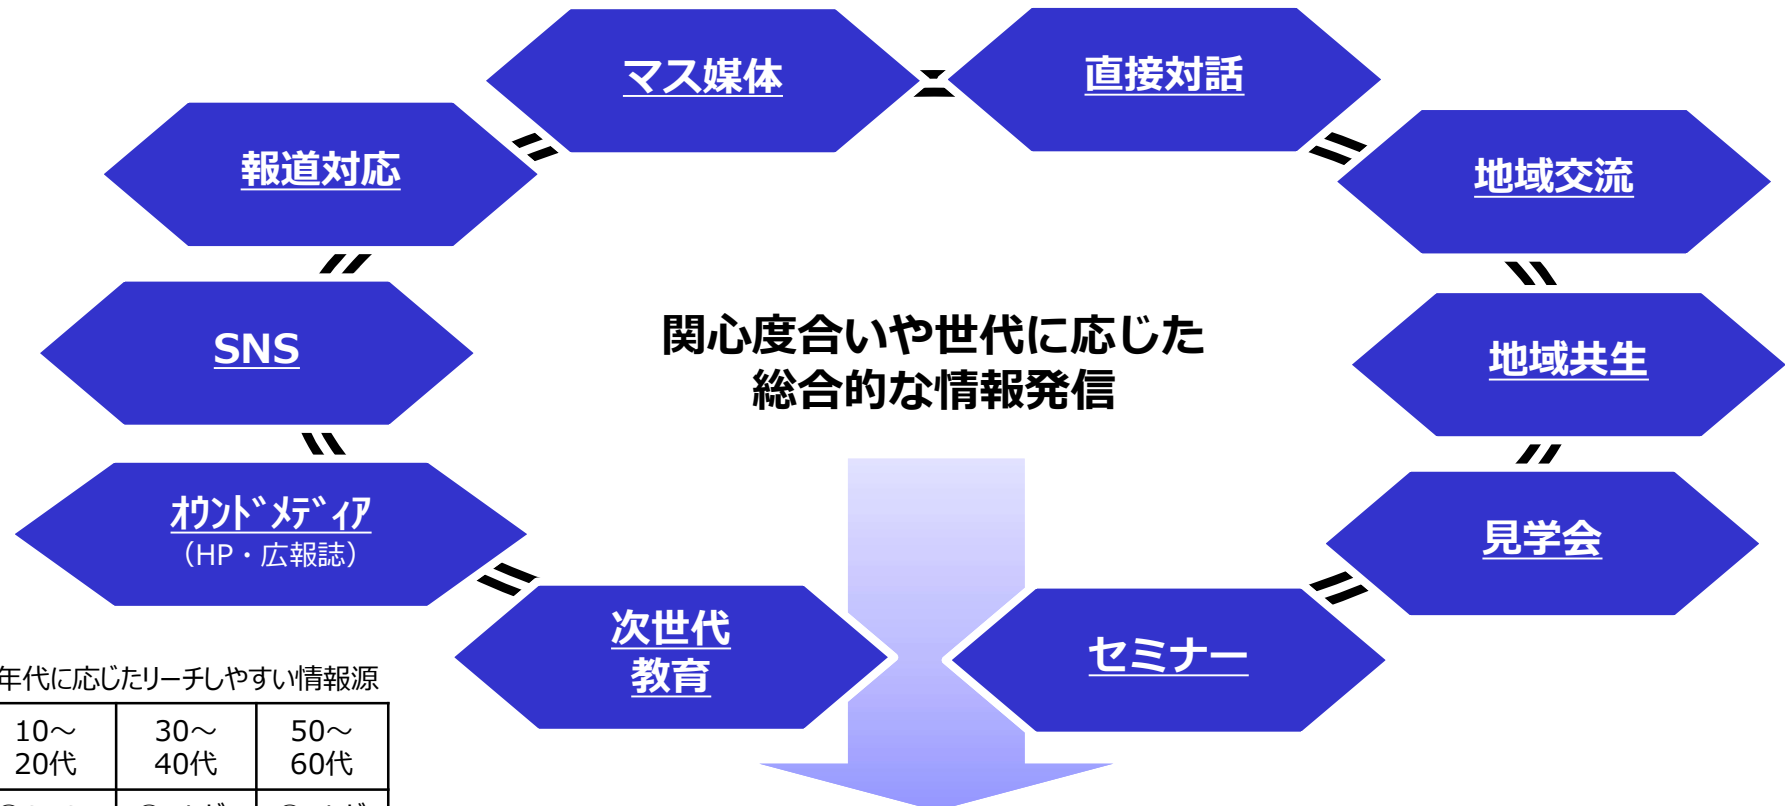 マス媒体
直接対話
報道対応
地域交流
SNS
関心度合いや世代に応じた
総合的な情報発信
地域共生
ｵｳﾝﾄﾞﾒﾃﾞｨｱ
（HP・広報誌）
見学会
次世代
教育
セミナー
年代に応じたリーチしやすい情報源
10～
20代
30～
40代
50～
60代